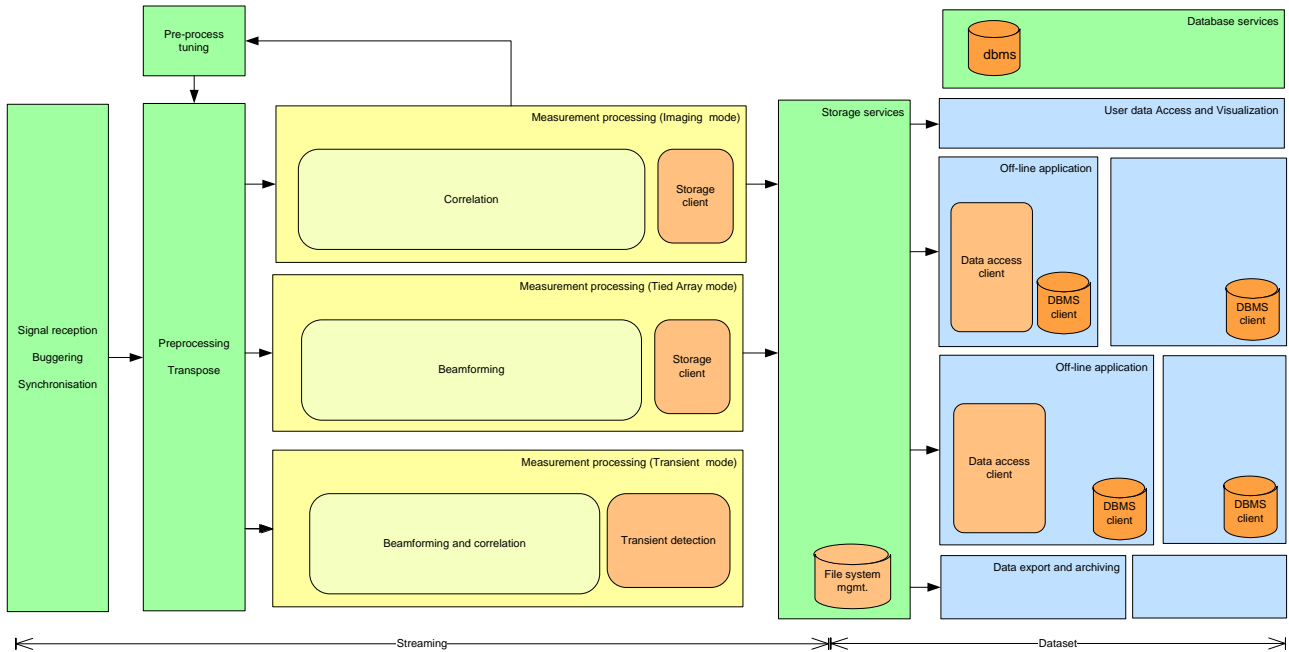 Pre-process
tuning
Database services
dbms
Signal reception
Buggering
Synchronisation
Preprocessing
Transpose
Measurement processing (Imaging  mode)
Correlation
Storage
client
Measurement processing (Tied Array mode)
Beamforming
Storage
client
Measurement processing (Transient  mode)
Beamforming and correlation
Transient detection
Storage services
File system
mgmt.
User data Access and Visualization
Off-line application
Data access
client
DBMS
client
DBMS
client
Off-line application
Data access
client
DBMS
client
DBMS
client
Data export and archiving
Streaming
Dataset